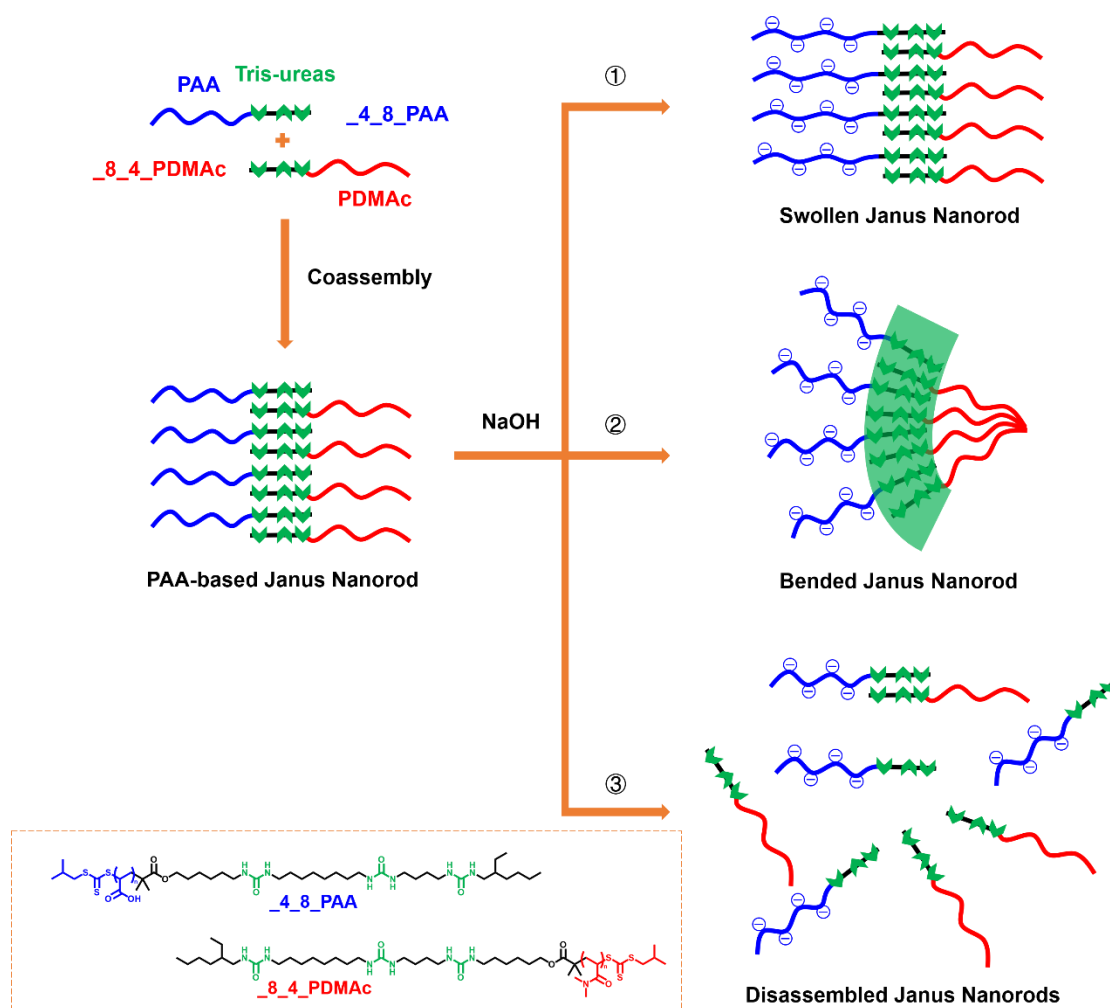 PAA
Tris-ureas
_4_8_PAA
_8_4_PDMAc
PDMAc
Coassembly
PAA-based Janus Nanorod
NaOH
①
Swollen Janus Nanorod
②
Bended Janus Nanorod
③
Disassembled Janus Nanorods
_4_8_PAA
_8_4_PDMAc